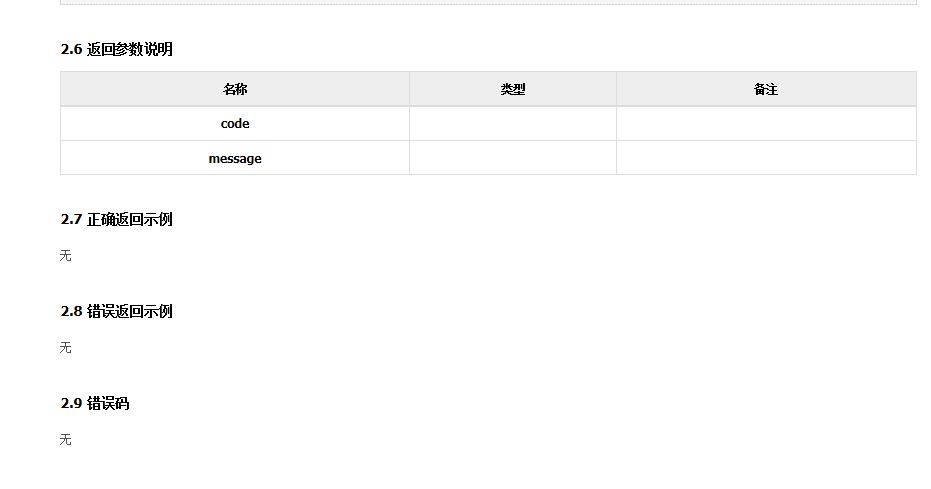 2.6 返回参数说明
名称 类型 备注
code
message
2.7 正确返回示例
无
2.8 错误返回示例
无
2.9 错误码
无